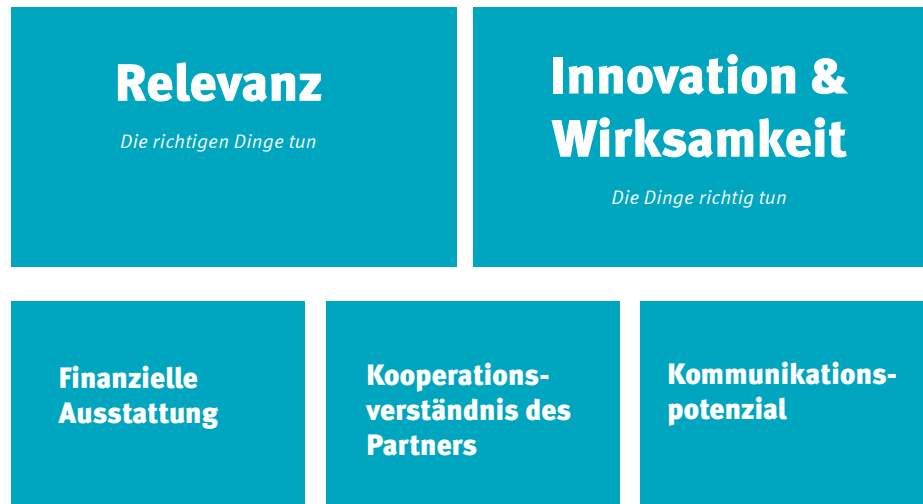 Relevanz
Die richtigen Dinge tun
Innovation &
Wirksamkeit
Die Dinge richtig tun
Finanzielle
Ausstattung
Kooperations-
verständnis des
Partners
Kommunikations-
potenzial